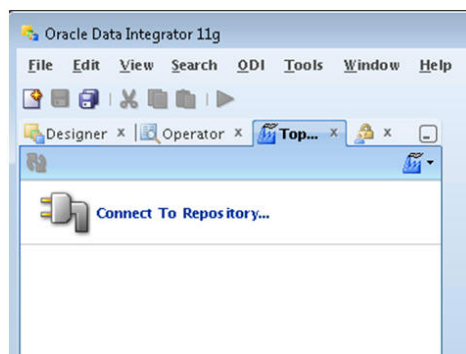 Oracle Data Integrator 11g
File Edit View Search ODI Tools Window Help
Designer x Operator x Top... x x
Connect To Repository...